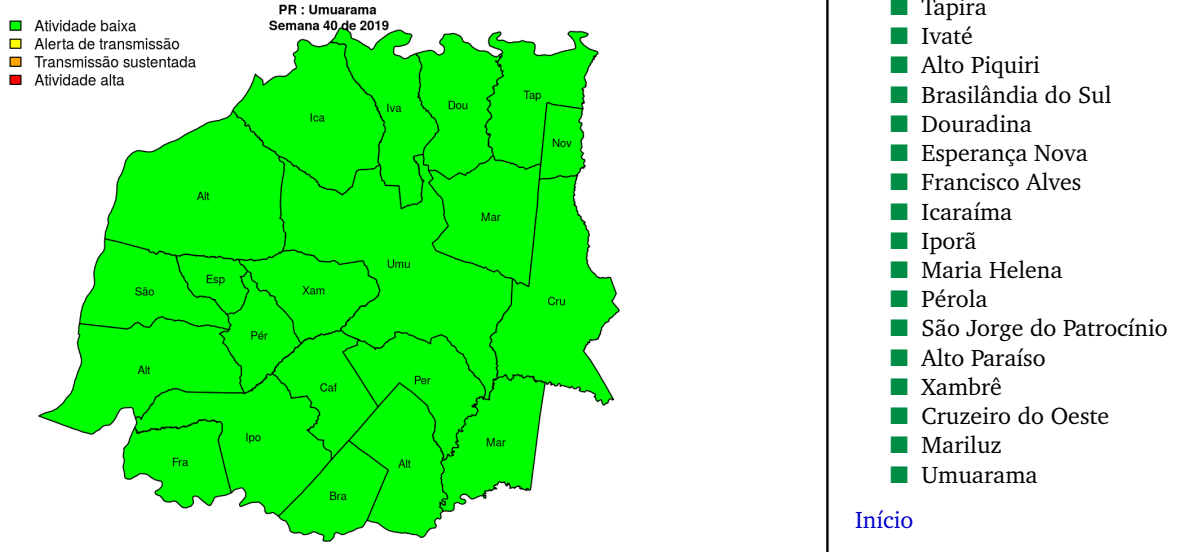 PR : Umuarama
Semana 40 de 2019
Atividade baixa
Alerta de transmissão
Transmissão sustentada
Atividade alta
Ica
Iva
Dou
Tap
Nov
Alt
Mar
Umu
Esp
São
Xam
Cru
Pér
Alt
Caf
Per
Ipo
Mar
Fra
Alt
Bra
Tapira
Ivaté
Alto Piquiri
Brasilândia do Sul
Douradina
Esperança Nova
Francisco Alves
Icaraíma
Iporã
Maria Helena
Pérola
São Jorge do Patrocínio
Alto Paraíso
Xambrê
Cruzeiro do Oeste
Mariluz
Umuarama
Início